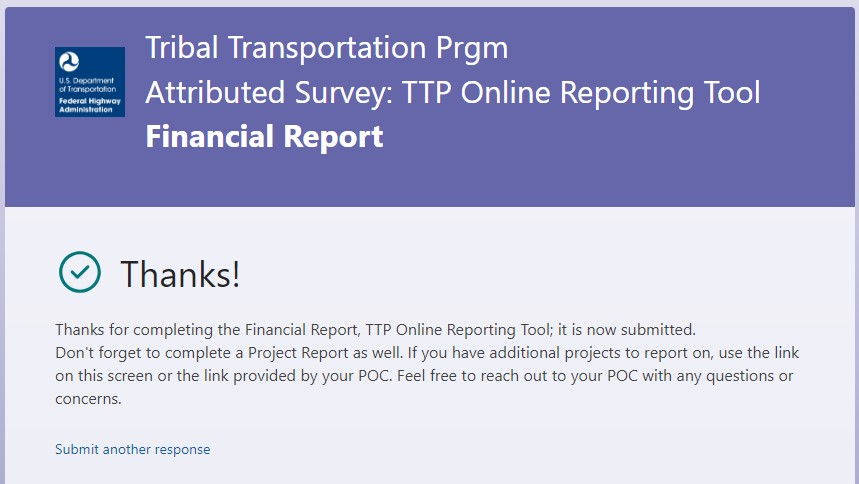 Tribal Transportation Prgm
Attributed Survey: TTP Online Reporting Tool
Financial Report
U.S. Department
of Transportation
Federal Highway
Administration
Thanks!
Thanks for completing the Financial Report, TTP Online Reporting Tool; it is now submitted.
Don't forget to complete a Project Report as well. If you have additional projects to report on, use the link
on this screen or the link provided by your POC. Feel free to reach out to your POC with any questions or
concerns.
Submit another response